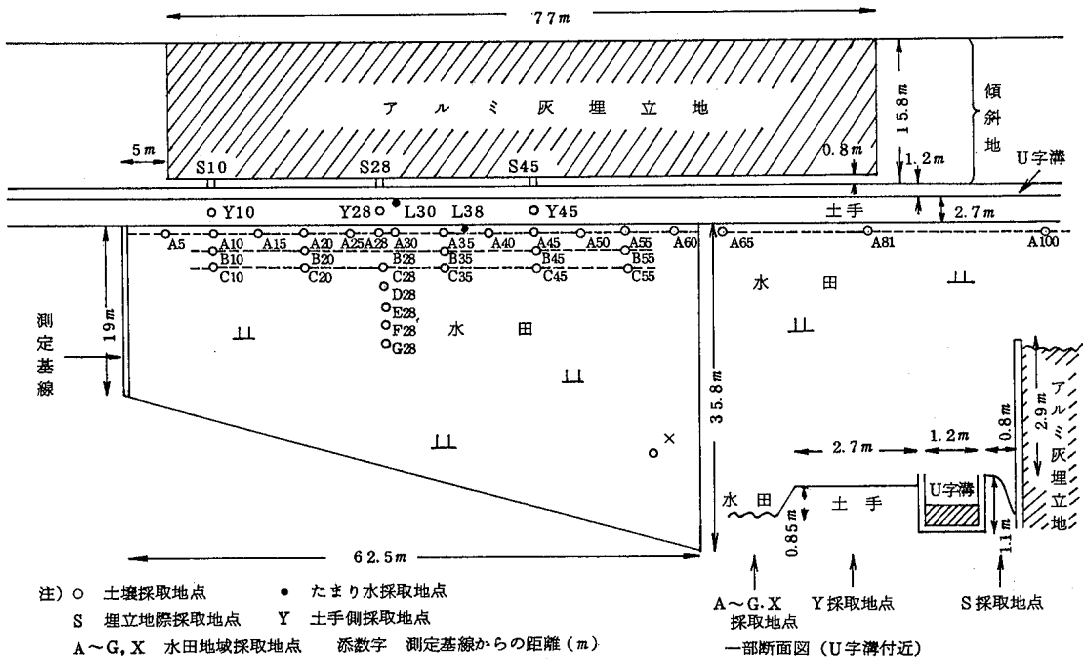 77m
アルミ灰埋立地
15.8m
傾斜地
5m
S10 S28 S45
0.8m
1.2m
U字溝
Y10 Y28 L30 L38 Y45
土手
2.7m
A5 A10 A15 A20 A25 A28 A30 A35 A40 A45 A50 A55 A60 A65 A81 A100
B10 B20 B28 B35 B45 B55
C10 C20 C28 C35 C45 C55
D28
E28
F28
G28
水田
水田
測定基線
19m
35.8m
62.5m
×
2.9m
アルミ灰埋立地
0.8m
1.2m
2.7m
U字溝
水田
土手
0.85m
1.1m
A~G·X
採取地点
Y採取地点
S採取地点
一部断面図(U字溝付近)
注) ○ 土壌採取地点 ● たまり水採取地点
S 埋立地際採取地点 Y 土手側採取地点
A~G,X 水田地域採取地点 添数字 測定基線からの距離(m)